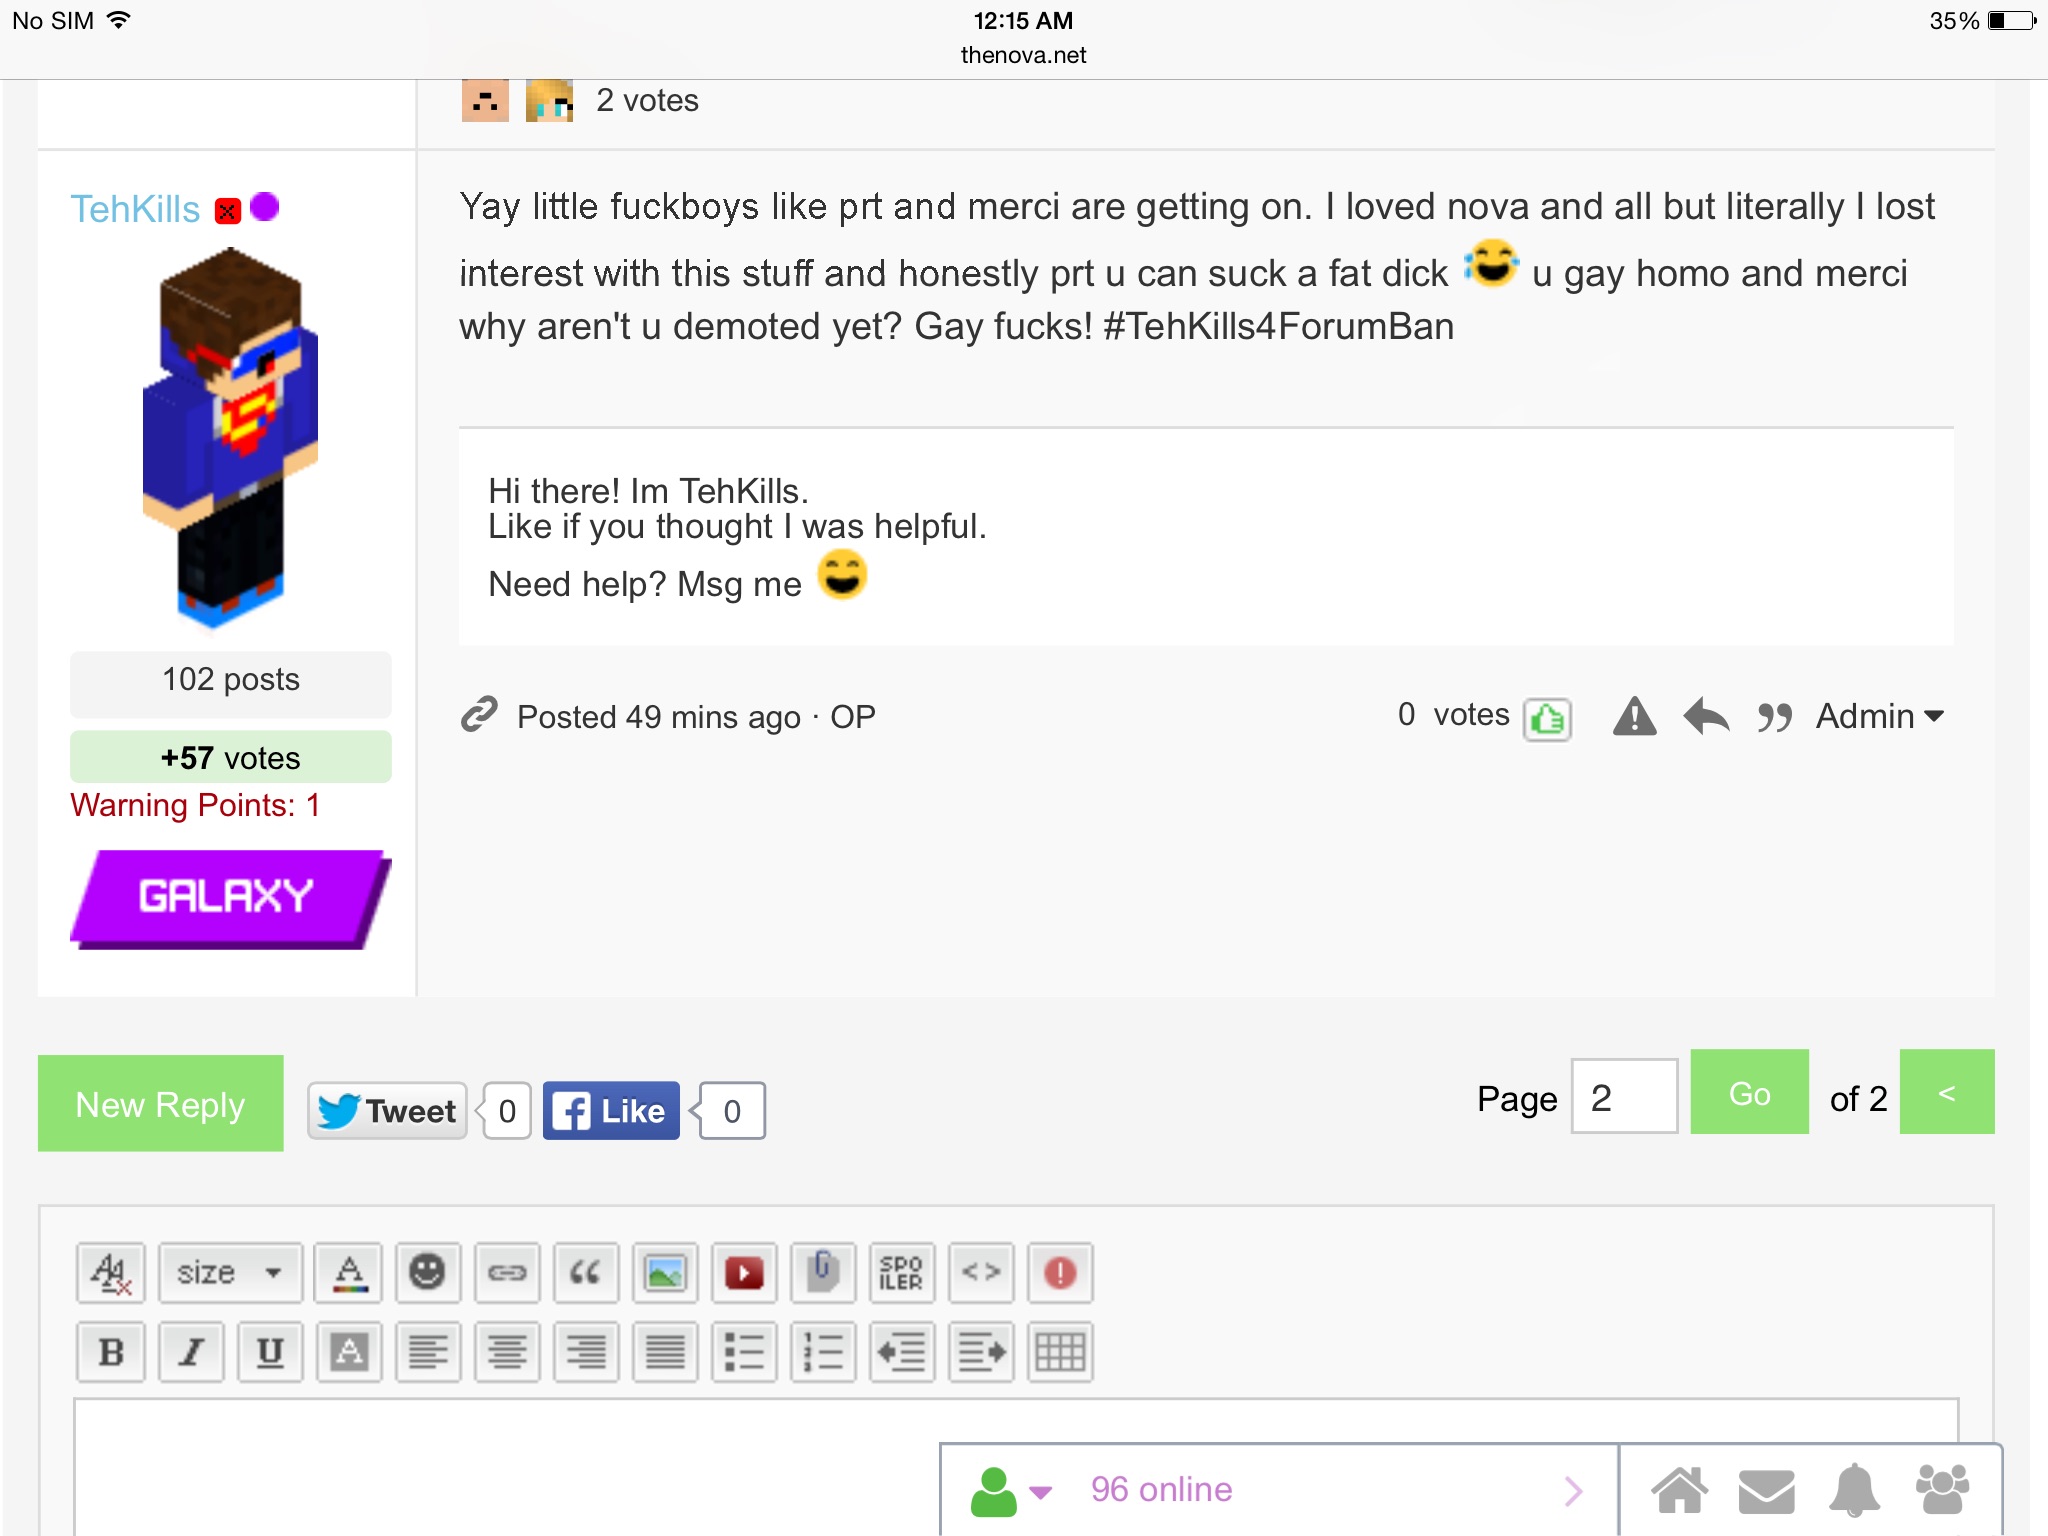 No SIM 12:15 AM 35%
thenova.net
2 votes
TehKills
Yay little fuckboys like prt and merci are getting on. I loved nova and all but literally I lost
interest with this stuff and honestly prt u can suck a fat dick 😂 u gay homo and merci
why aren't u demoted yet? Gay fucks! #TehKills4ForumBan
Hi there! Im TehKills.
Like if you thought I was helpful.
Need help? Msg me 😄
102 posts
+57 votes
Warning Points: 1
GALAXY
Posted 49 mins ago · OP
0 votes
Admin
New Reply
Tweet 0
Like 0
Page 2 Go of 2 <
size
SPOILER
<>
B I U A
96 online